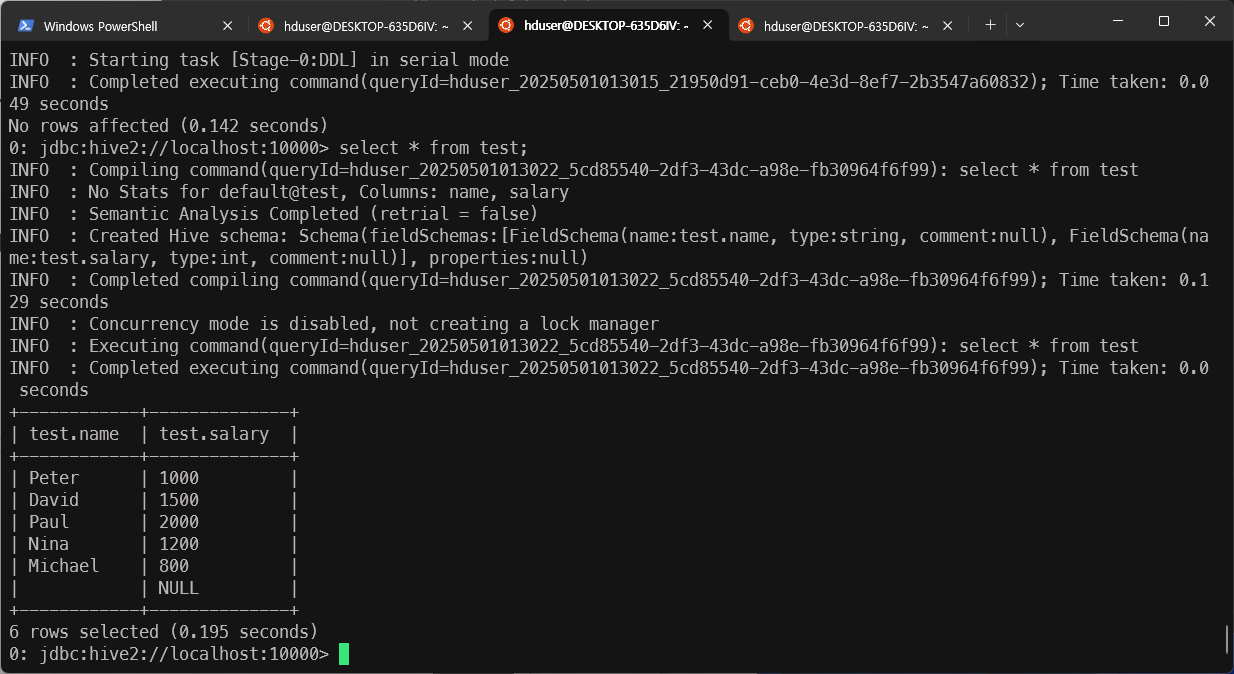 Windows PowerShell
hduser@DESKTOP-635D6IV: ~
hduser@DESKTOP-635D6IV: ~
hduser@DESKTOP-635D6IV: ~
INFO  : Starting task [Stage-0:DDL] in serial mode
INFO  : Completed executing command(queryId=hduser_20250501013015_21950d91-ceb0-4e3d-8ef7-2b3547a60832); Time taken: 0.0
49 seconds
No rows affected (0.142 seconds)
0: jdbc:hive2://localhost:10000> select * from test;
INFO  : Compiling command(queryId=hduser_20250501013022_5cd85540-2df3-43dc-a98e-fb30964f6f99): select * from test
INFO  : No Stats for default@test, Columns: name, salary
INFO  : Semantic Analysis Completed (retrial = false)
INFO  : Created Hive schema: Schema(fieldSchemas:[FieldSchema(name:test.name, type:string, comment:null), FieldSchema(na
me:test.salary, type:int, comment:null)], properties:null)
INFO  : Completed compiling command(queryId=hduser_20250501013022_5cd85540-2df3-43dc-a98e-fb30964f6f99); Time taken: 0.1
29 seconds
INFO  : Concurrency mode is disabled, not creating a lock manager
INFO  : Executing command(queryId=hduser_20250501013022_5cd85540-2df3-43dc-a98e-fb30964f6f99): select * from test
INFO  : Completed executing command(queryId=hduser_20250501013022_5cd85540-2df3-43dc-a98e-fb30964f6f99); Time taken: 0.0
 seconds
+------------+--------------+
| test.name  | test.salary  |
+------------+--------------+
| Peter      | 1000         |
| David      | 1500         |
| Paul       | 2000         |
| Nina       | 1200         |
| Michael    | 800          |
|            | NULL         |
+------------+--------------+
6 rows selected (0.195 seconds)
0: jdbc:hive2://localhost:10000>